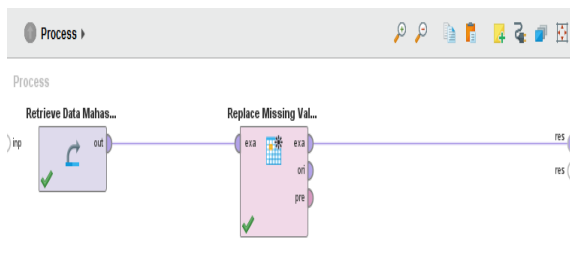 Process
Process
Retrieve Data Mahas...
Replace Missing Val...
inp
out
exa
exa
ori
pre
res
res